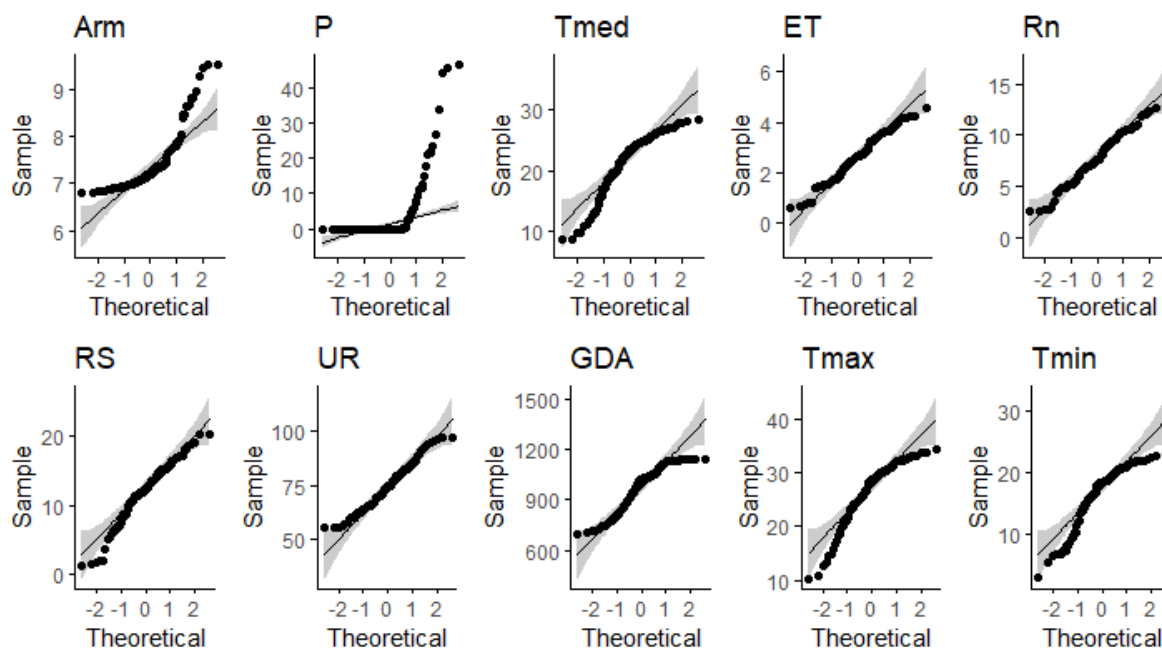 Arm
P
Tmed
ET
Rn
9
8
7
6
Sample
-2 -1 0 1 2
Theoretical
40
30
20
10
0
Sample
-2 -1 0 1 2
Theoretical
30
20
10
Sample
-2 -1 0 1 2
Theoretical
6
4
2
0
Sample
-2 -1 0 1 2
Theoretical
15
10
5
0
Sample
-2 -1 0 1 2
Theoretical
RS
UR
GDA
Tmax
Tmin
20
10
0
Sample
-2 -1 0 1 2
Theoretical
100
75
50
Sample
-2 -1 0 1 2
Theoretical
1500
1200
900
600
Sample
-2 -1 0 1 2
Theoretical
40
30
20
10
Sample
-2 -1 0 1 2
Theoretical
30
20
10
Sample
-2 -1 0 1 2
Theoretical